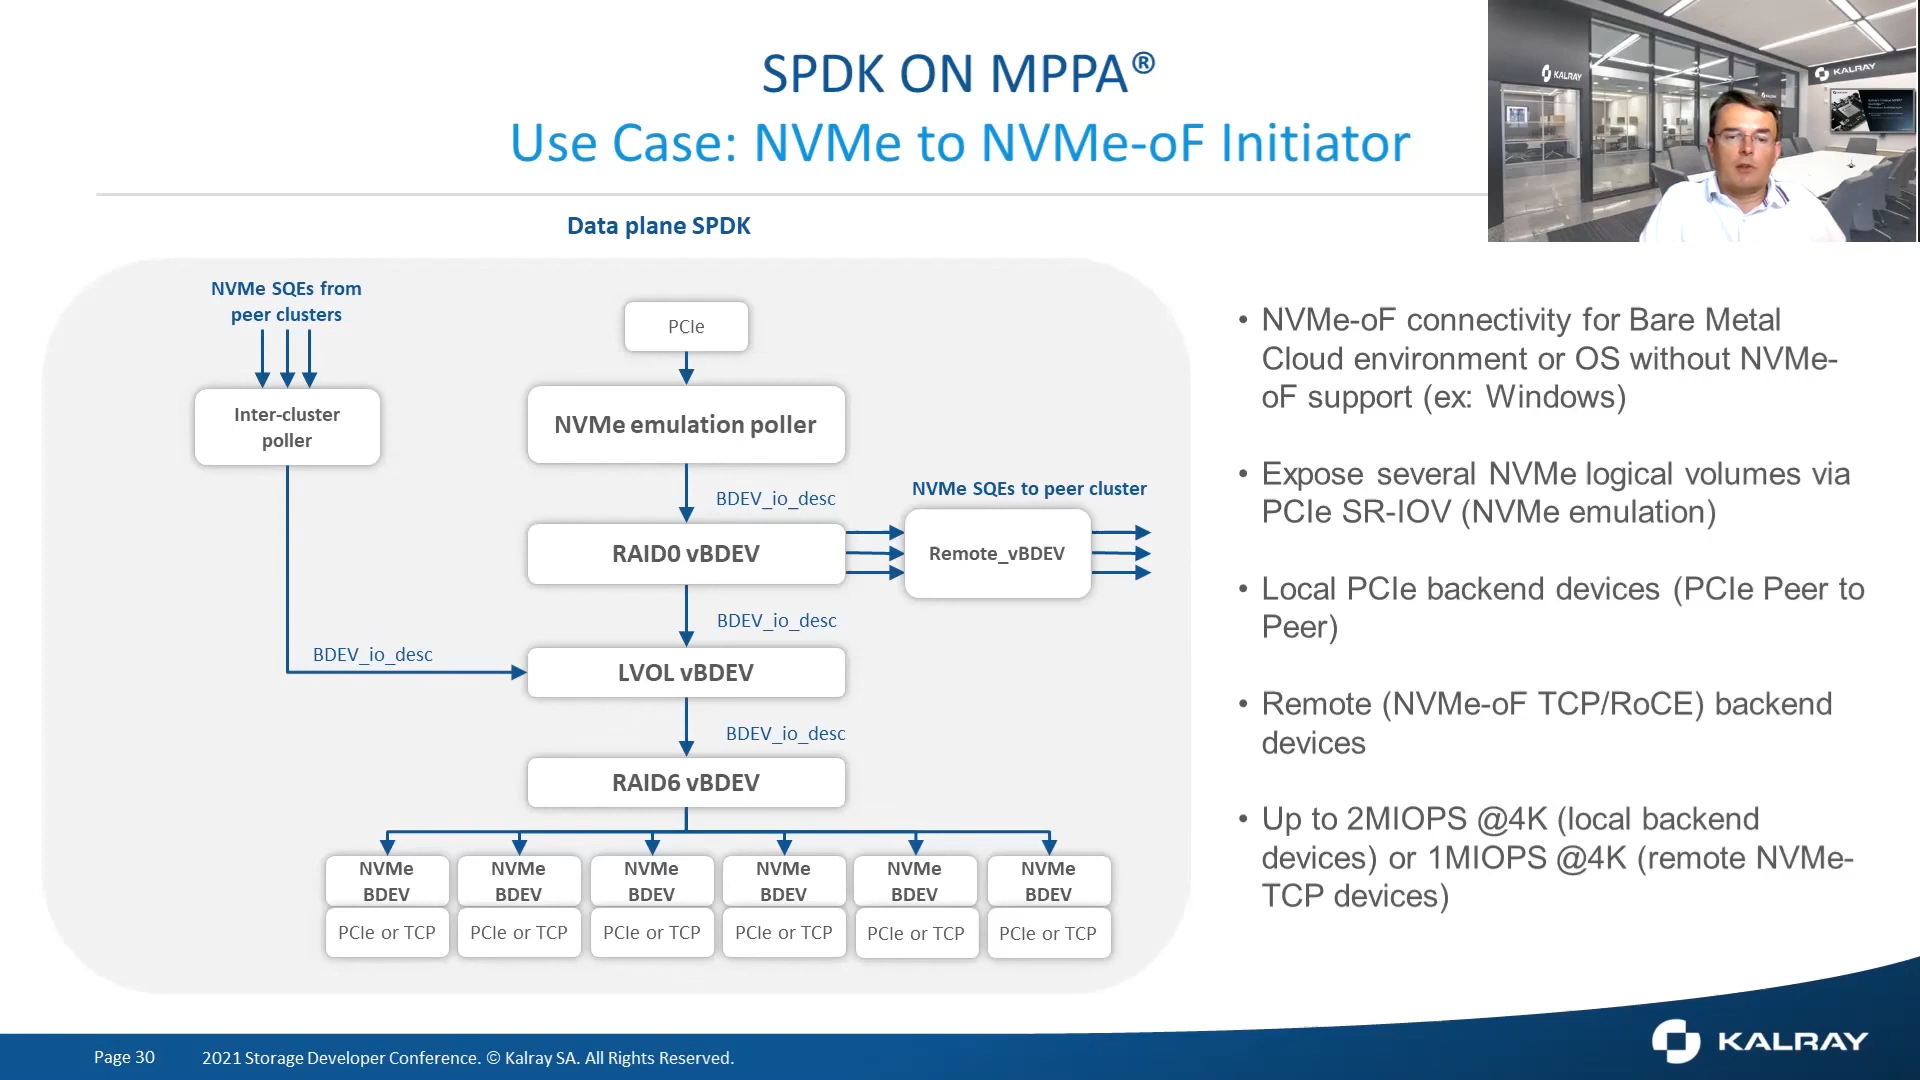 SPDK ON MPPA®
Use Case: NVMe to NVMe-oF Initiator
KALRAY
KALRAY
Data plane SPDK
NVMe SQEs from
peer clusters
PCIe
Inter-cluster
poller
NVMe emulation poller
BDEV_io_desc
NVMe SQEs to peer cluster
RAID0 vBDEV
Remote_vBDEV
BDEV_io_desc
BDEV_io_desc
LVOL vBDEV
BDEV_io_desc
RAID6 vBDEV
NVMe
BDEV
NVMe
BDEV
NVMe
BDEV
NVMe
BDEV
NVMe
BDEV
NVMe
BDEV
PCIe or TCP
PCIe or TCP
PCIe or TCP
PCIe or TCP
PCIe or TCP
PCIe or TCP
• NVMe-oF connectivity for Bare Metal
Cloud environment or OS without NVMe-
oF support (ex: Windows)
• Expose several NVMe logical volumes via
PCIe SR-IOV (NVMe emulation)
• Local PCIe backend devices (PCIe Peer to
Peer)
• Remote (NVMe-oF TCP/RoCE) backend
devices
• Up to 2MIOPS @4K (local backend
devices) or 1MIOPS @4K (remote NVMe-
TCP devices)
Page 30
2021 Storage Developer Conference. © Kalray SA. All Rights Reserved.
KALRAY